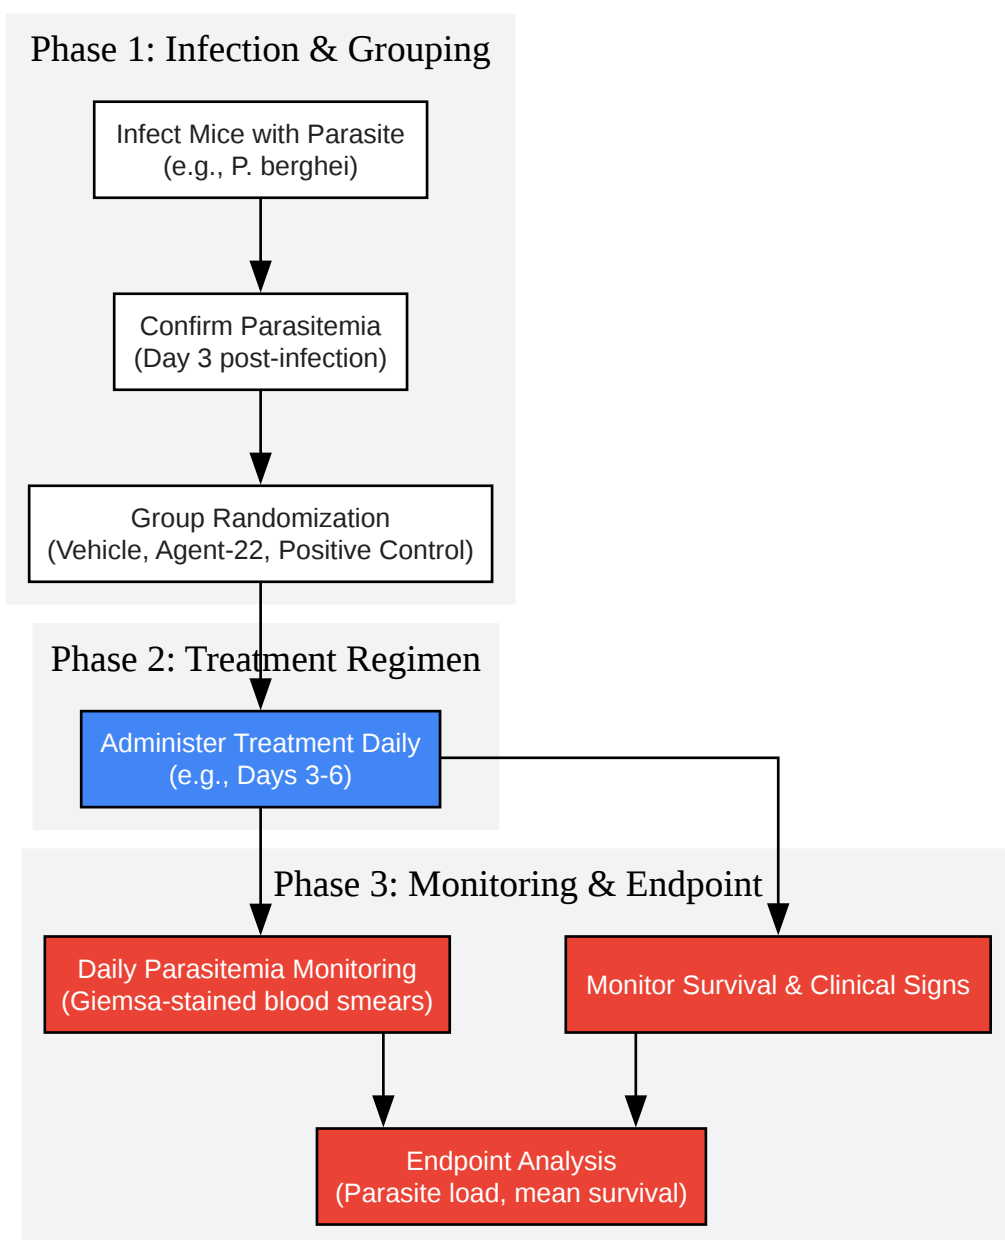 Phase 1: Infection & Grouping
Infect Mice with Parasite
(e.g., P. berghei)
Confirm Parasitemia
(Day 3 post-infection)
Group Randomization
(Vehicle, Agent-22, Positive Control)
Phase 2: Treatment Regimen
Administer Treatment Daily
(e.g., Days 3-6)
Phase 3: Monitoring & Endpoint
Daily Parasitemia Monitoring
(Giemsa-stained blood smears)
Monitor Survival & Clinical Signs
Endpoint Analysis
(Parasite load, mean survival)